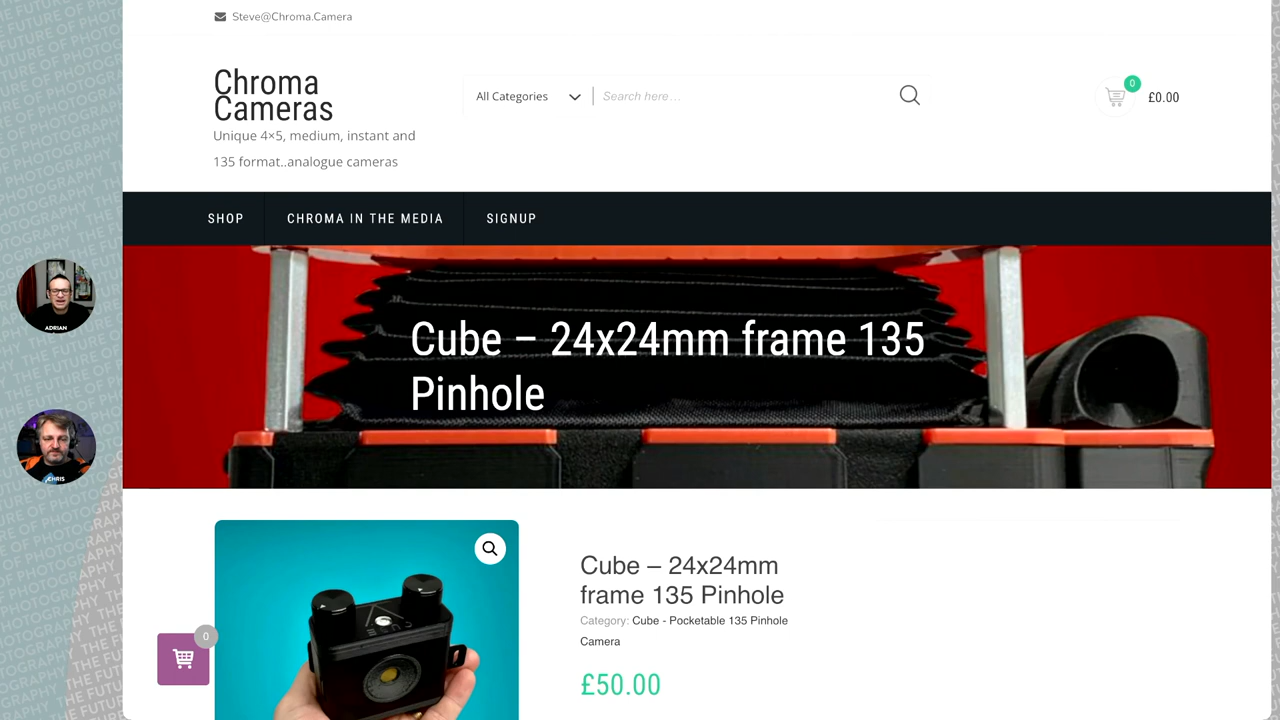 Steve@Chroma.Camera
Chroma
Cameras
Unique 4×5, medium, instant and
135 format..analogue cameras
All Categories
Search here…
0
£0.00
SHOP
CHROMA IN THE MEDIA
SIGNUP
Cube – 24x24mm frame 135
Pinhole
ADRIAN
CHRIS
Cube – 24x24mm
frame 135 Pinhole
Category: Cube - Pocketable 135 Pinhole
Camera
0
£50.00